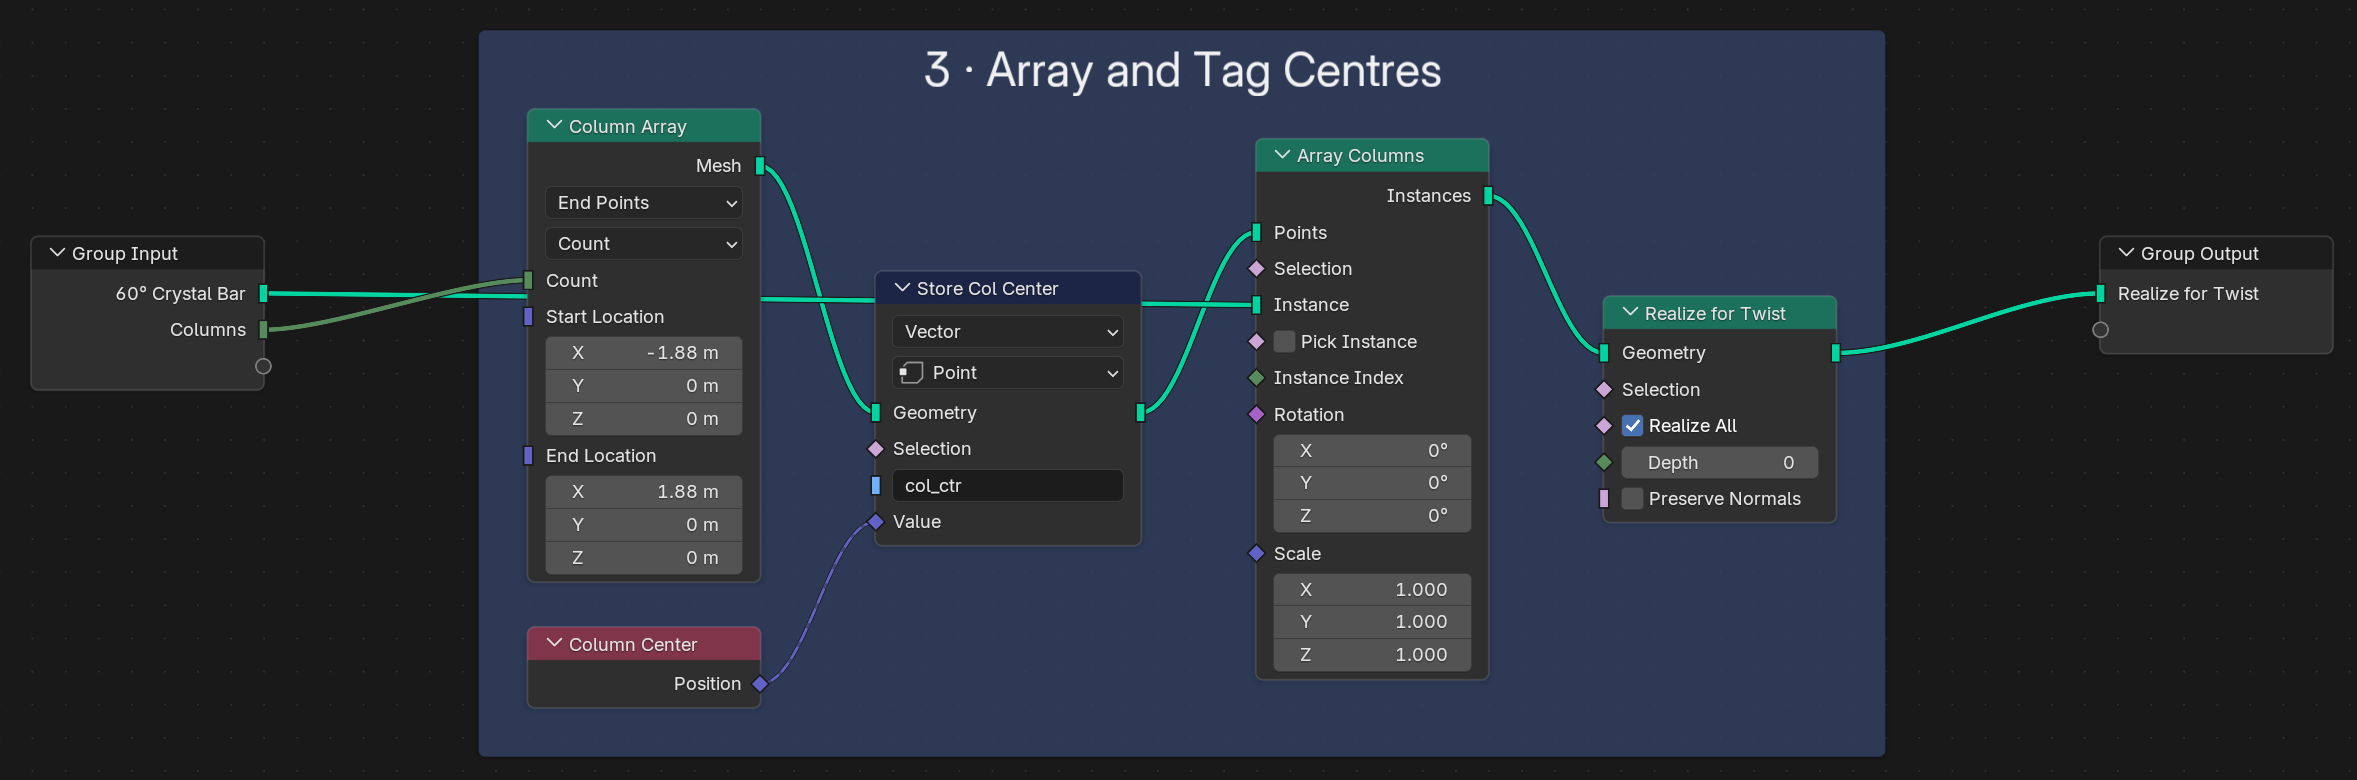 3 · Array and Tag Centres
Group Input
60° Crystal Bar
Columns
Column Array
Mesh
End Points
Count
Count
Start Location
X -1.88 m
Y 0 m
Z 0 m
End Location
X 1.88 m
Y 0 m
Z 0 m
Column Center
Position
Store Col Center
Vector
Point
Geometry
Selection
col_ctr
Value
Array Columns
Instances
Points
Selection
Instance
Pick Instance
Instance Index
Rotation
X 0°
Y 0°
Z 0°
Scale
X 1.000
Y 1.000
Z 1.000
Realize for Twist
Geometry
Selection
Realize All
Depth 0
Preserve Normals
Group Output
Realize for Twist